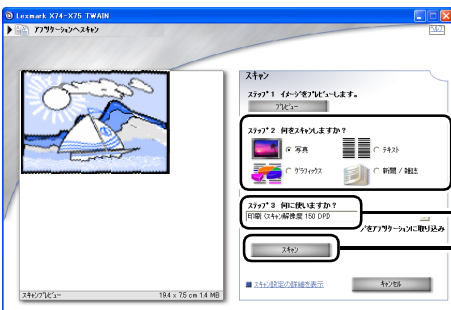 Lexmark X74-X75 TWAIN
アプリケーションへスキャン
ヘルプ
スキャン
ステップ 1 イメージをプレビューします。
プレビュー
ステップ 2 何をスキャンしますか?
写真
テキスト
グラフィックス
新聞 / 雑誌
ステップ 3 何に使いますか?
印刷 (スキャン解像度 150 DPI)
をアプリケーションに取り込み
スキャン
スキャン設定の詳細を表示
キャンセル
スキャンプレビュー
19.4 x 7.5 cm 1.4 MB